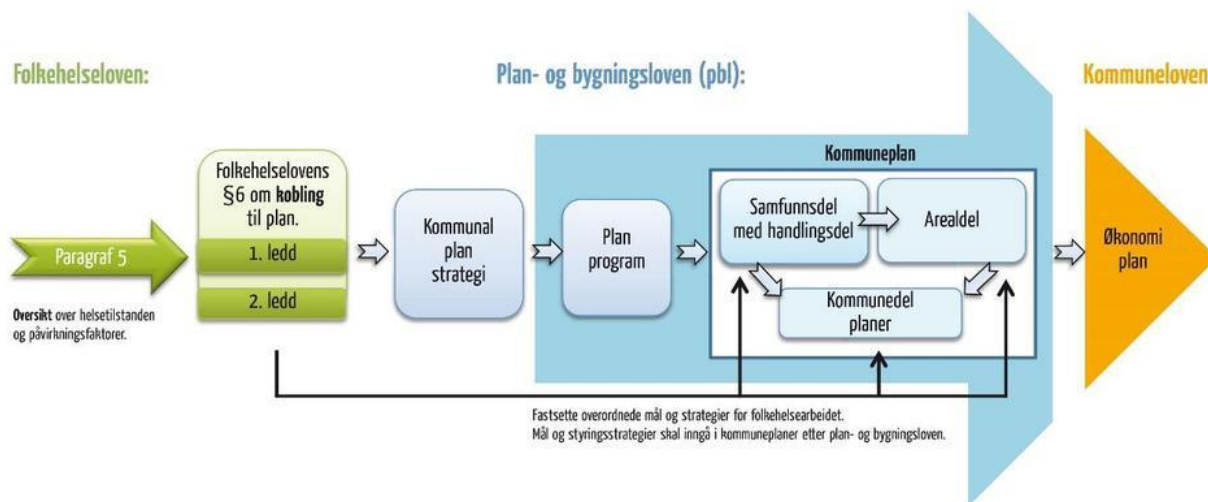 Folkehelseloven:
Plan- og bygningsloven (pbl):
Kommuneloven
Paragraf 5
Oversikt over helsetilstanden
og påvirkningsfaktorer.
Folkehelselovens
§6 om kobling
til plan.
1. ledd
2. ledd
Kommunal
plan
strategi
Plan
program
Kommuneplan
Samfunnsdel
med handlingsdel
Arealdel
Kommunedel
planer
Økonomi
plan
Fastsette overordnede mål og strategier for folkehelsearbeidet.
Mål og styringsstrategier skal inngå i kommuneplaner etter plan- og bygningsloven.